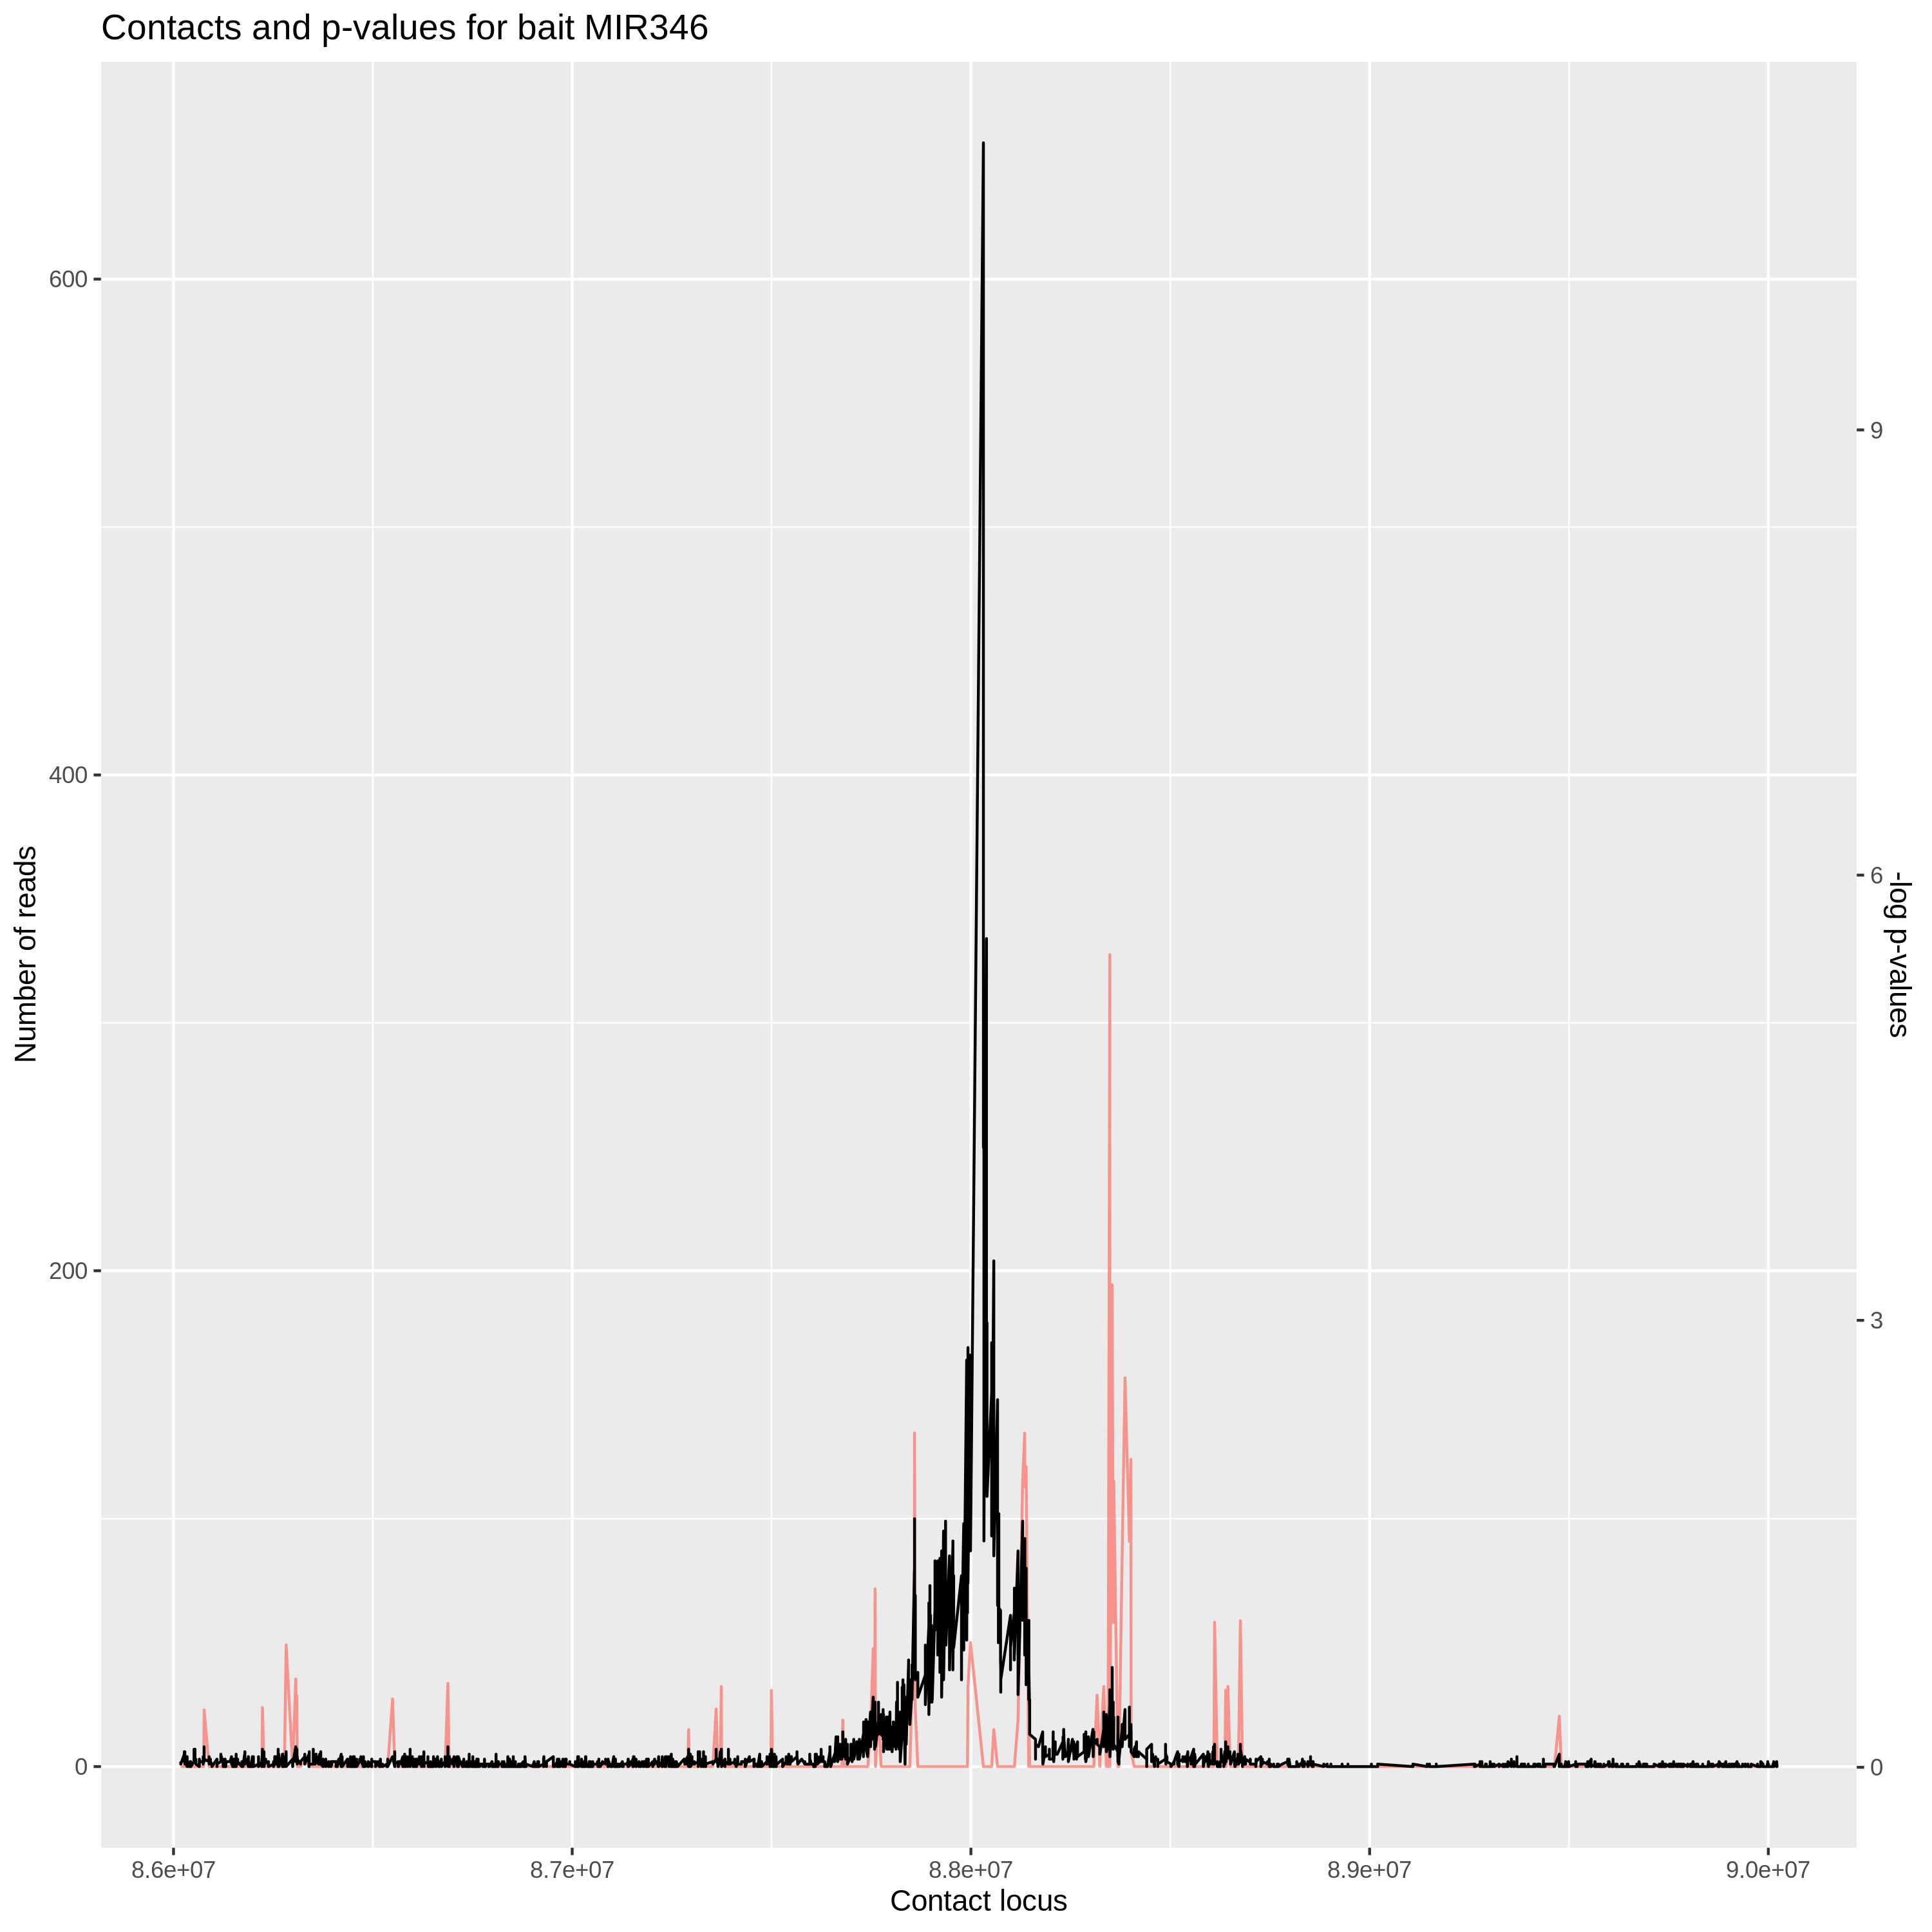 Contacts and p-values for bait MIR346
600
400
200
0
Number of reads
9
6
3
0
-log p-values
8.6e+07
8.7e+07
8.8e+07
8.9e+07
9.0e+07
Contact locus